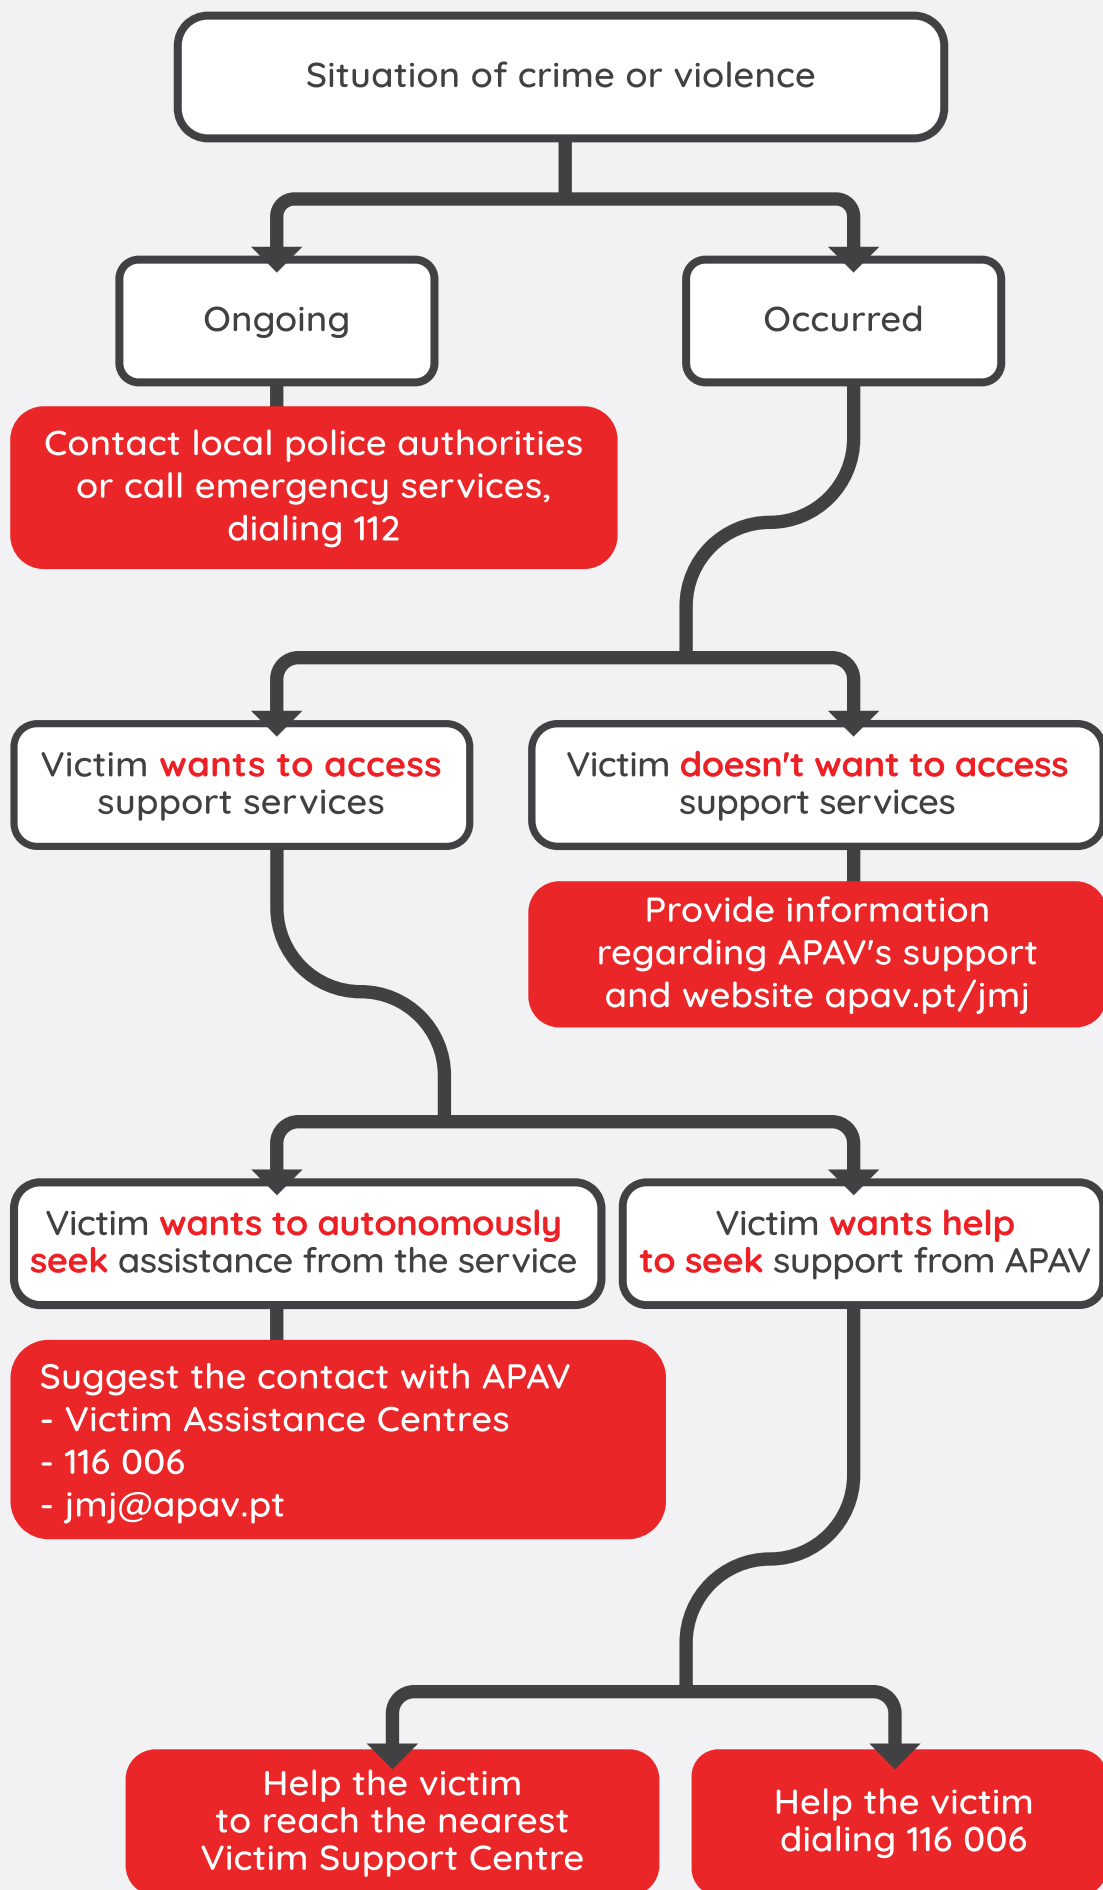 Situation of crime or violence
Ongoing
Occurred
Contact local police authorities
or call emergency services,
dialing 112
Victim wants to access
support services
Victim doesn't want to access
support services
Provide information
regarding APAV's support
and website apav.pt/jmj
Victim wants to autonomously
seek assistance from the service
Victim wants help
to seek support from APAV
Suggest the contact with APAV
- Victim Assistance Centres
- 116 006
- jmj@apav.pt
Help the victim
to reach the nearest
Victim Support Centre
Help the victim
dialing 116 006